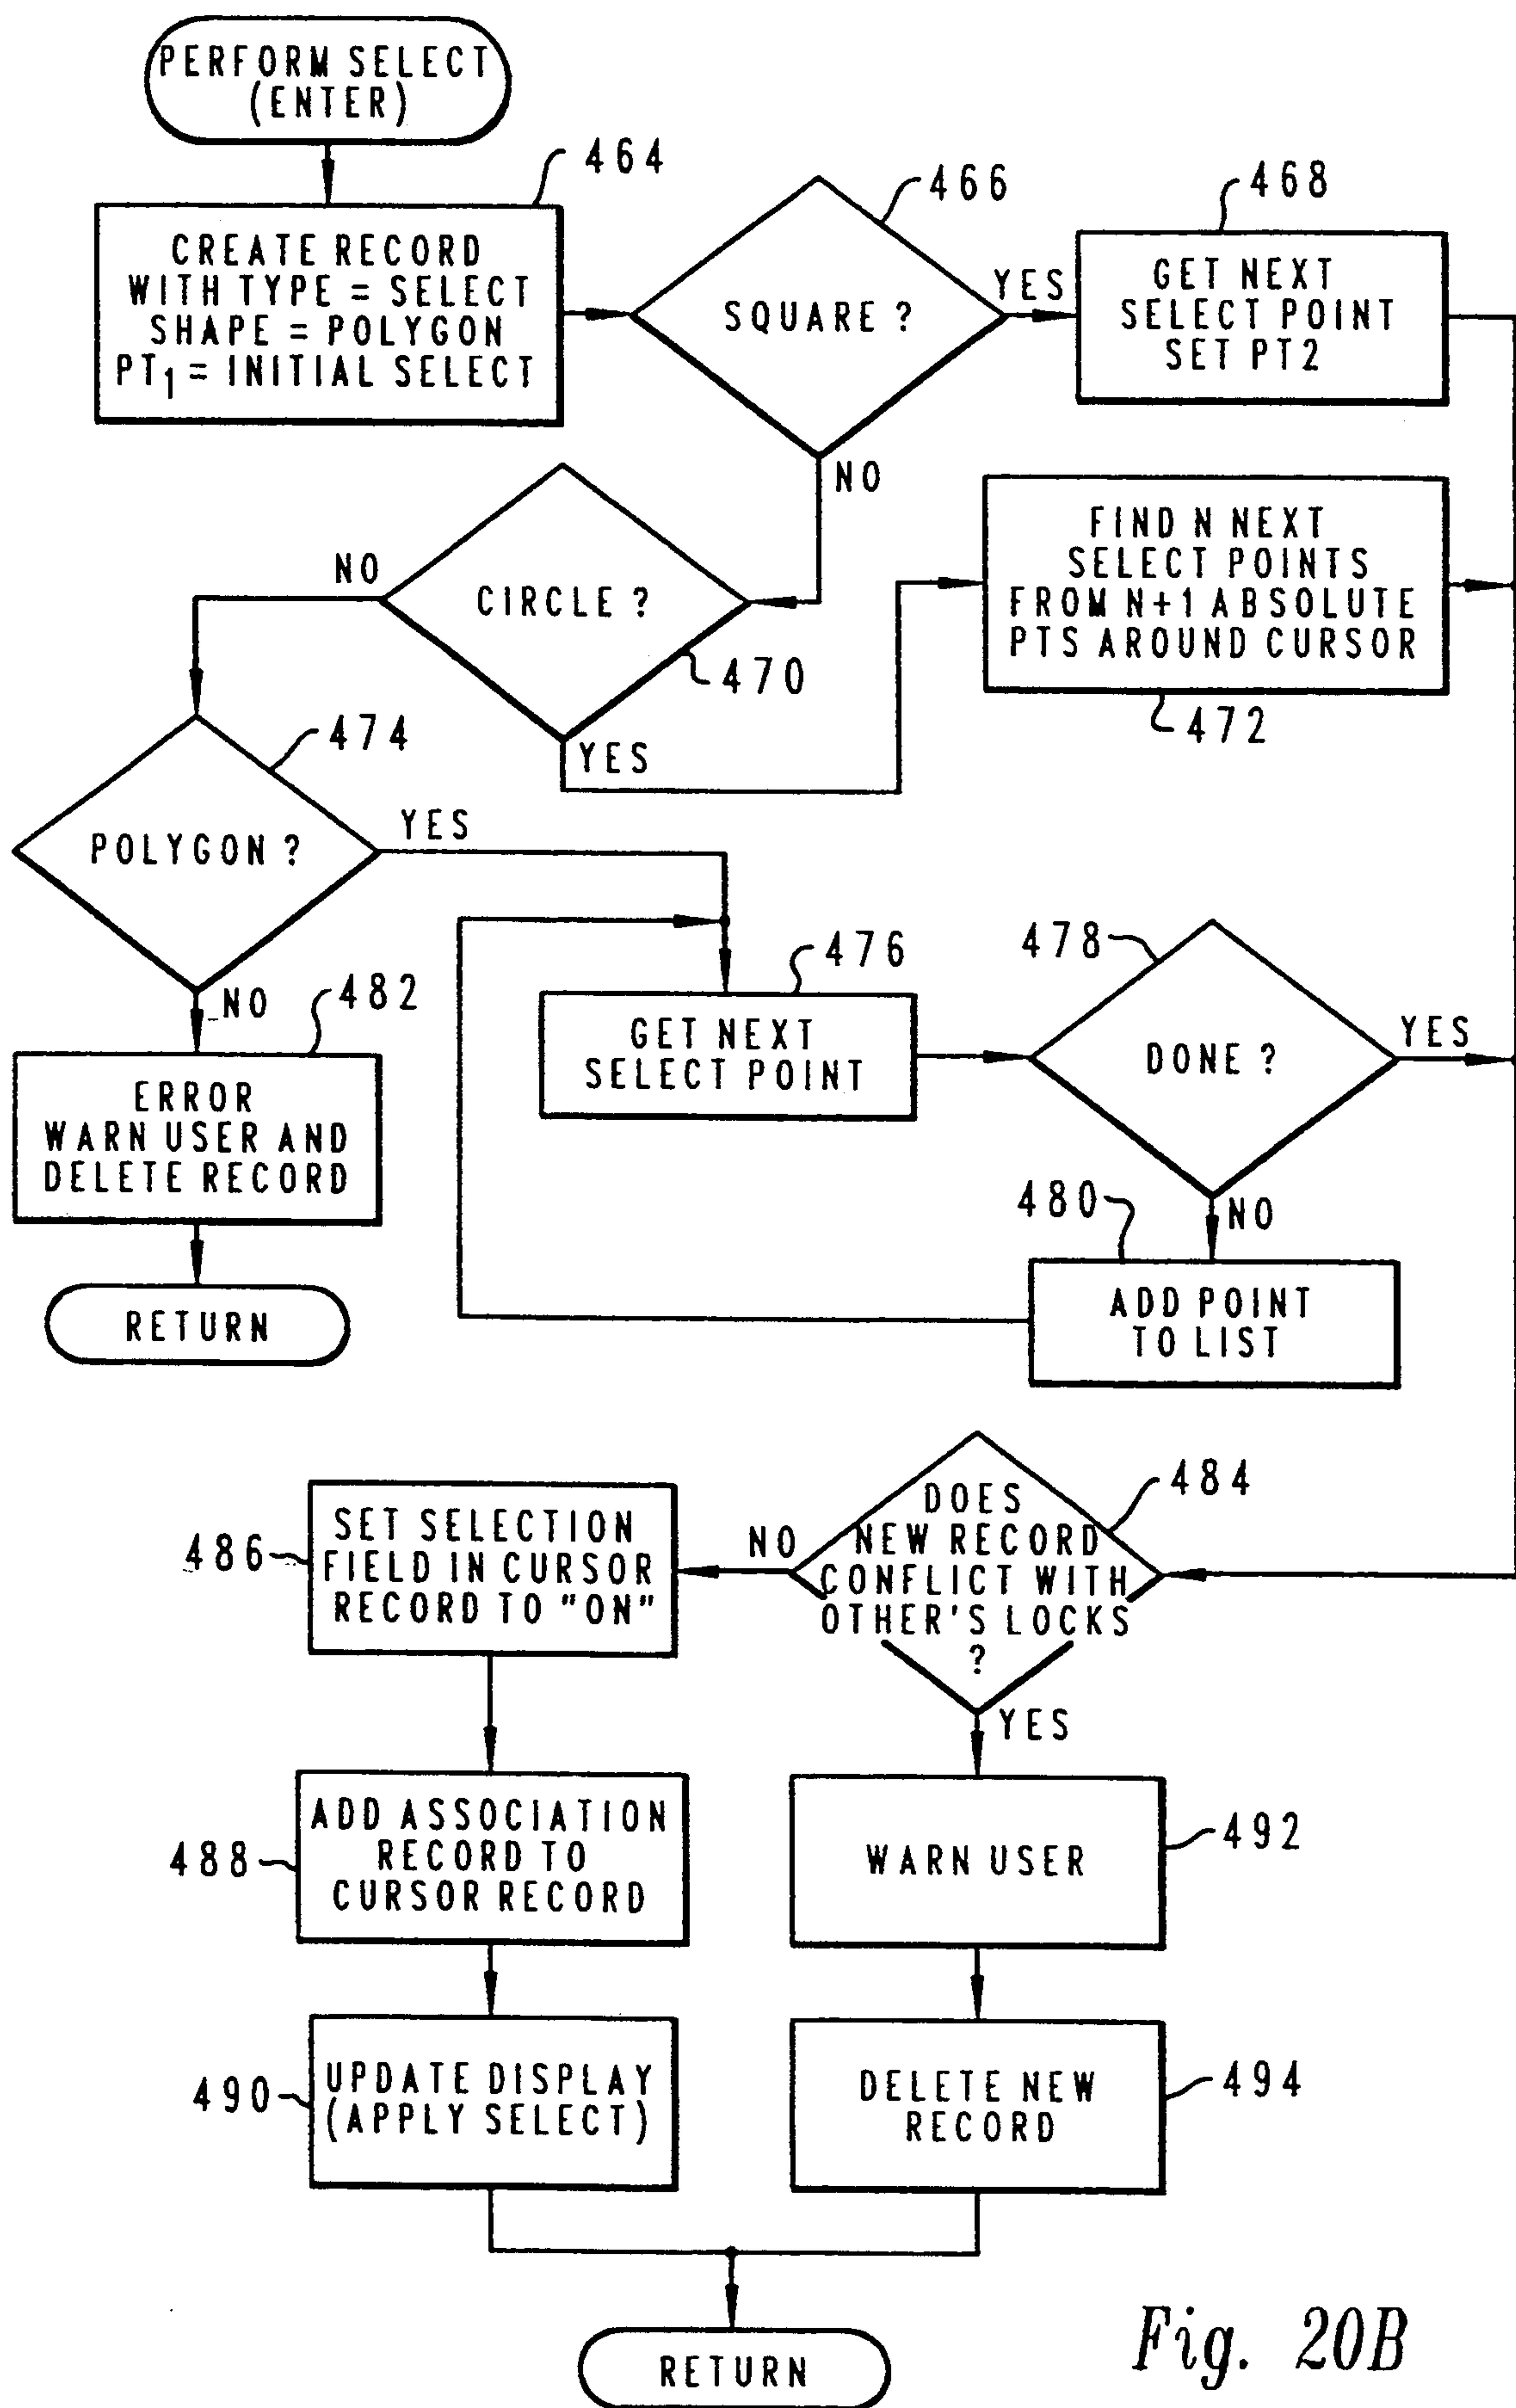 PERFORM SELECT
(ENTER)
464
CREATE RECORD
WITH TYPE = SELECT
SHAPE = POLYGON
PT1 = INITIAL SELECT
466
SQUARE ?
YES
NO
468
GET NEXT
SELECT POINT
SET PT2
CIRCLE ?
NO
YES
470
FIND N NEXT
SELECT POINTS
FROM N+1 ABSOLUTE
PTS AROUND CURSOR
472
474
POLYGON ?
YES
NO
482
ERROR
WARN USER AND
DELETE RECORD
RETURN
476
GET NEXT
SELECT POINT
478
DONE ?
YES
NO
480
ADD POINT
TO LIST
484
DOES
NEW RECORD
CONFLICT WITH
OTHER'S LOCKS
?
NO
YES
486
SET SELECTION
FIELD IN CURSOR
RECORD TO "ON"
488
ADD ASSOCIATION
RECORD TO
CURSOR RECORD
490
UPDATE DISPLAY
(APPLY SELECT)
492
WARN USER
494
DELETE NEW
RECORD
RETURN
Fig. 20B